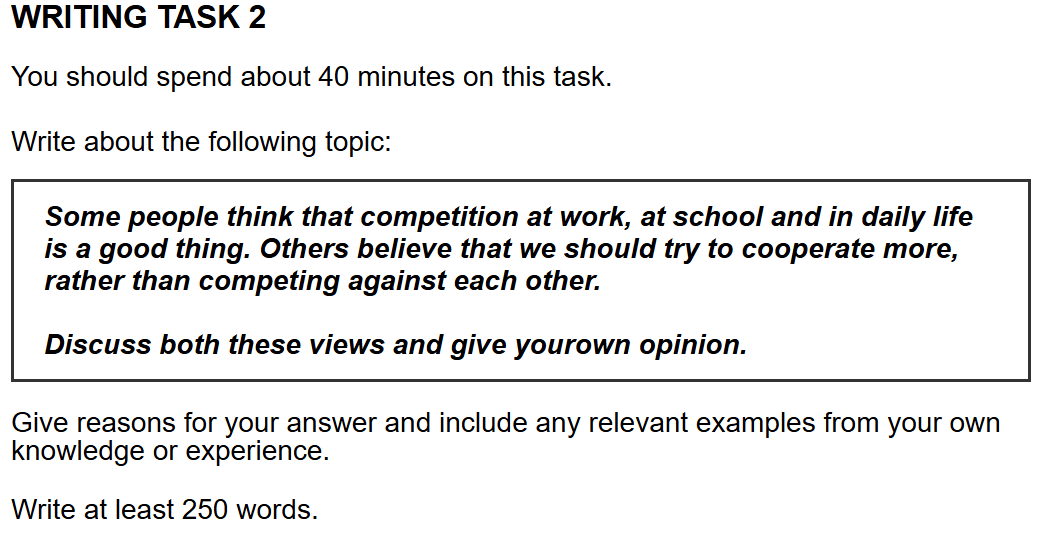 WRITING TASK 2
You should spend about 40 minutes on this task.
Write about the following topic:
Some people think that competition at work, at school and in daily life
is a good thing. Others believe that we should try to cooperate more,
rather than competing against each other.
Discuss both these views and give yourown opinion.
Give reasons for your answer and include any relevant examples from your own
knowledge or experience.
Write at least 250 words.